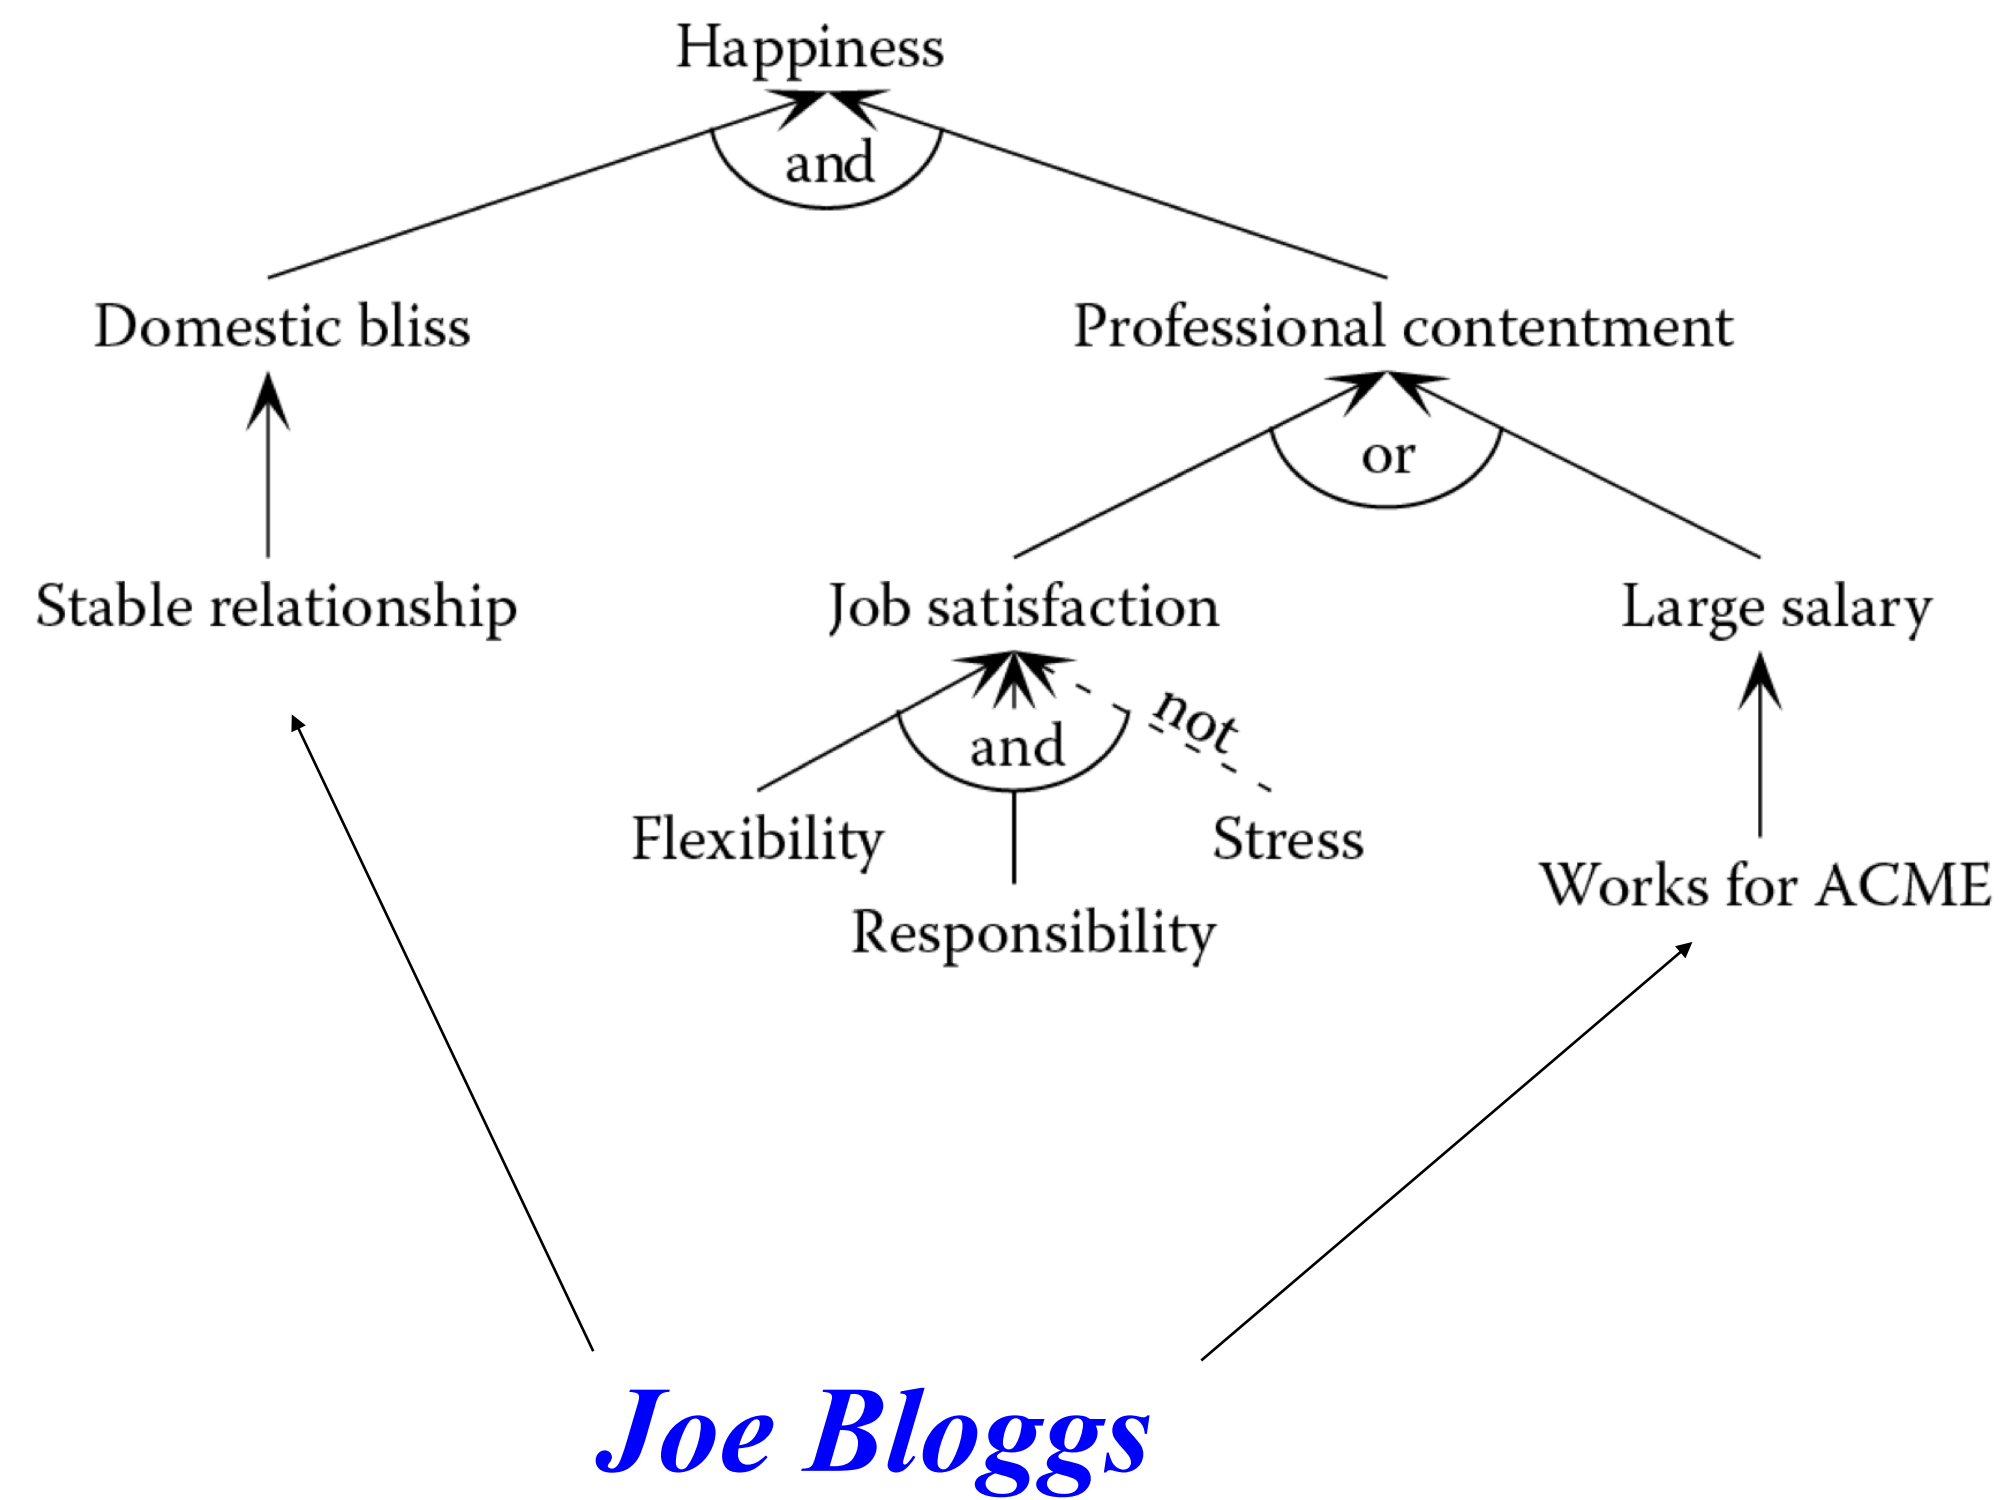 Happiness
and
Domestic bliss
Professional contentment
or
Stable relationship
Job satisfaction
Large salary
not
and
Flexibility
Stress
Works for ACME
Responsibility
Joe Bloggs